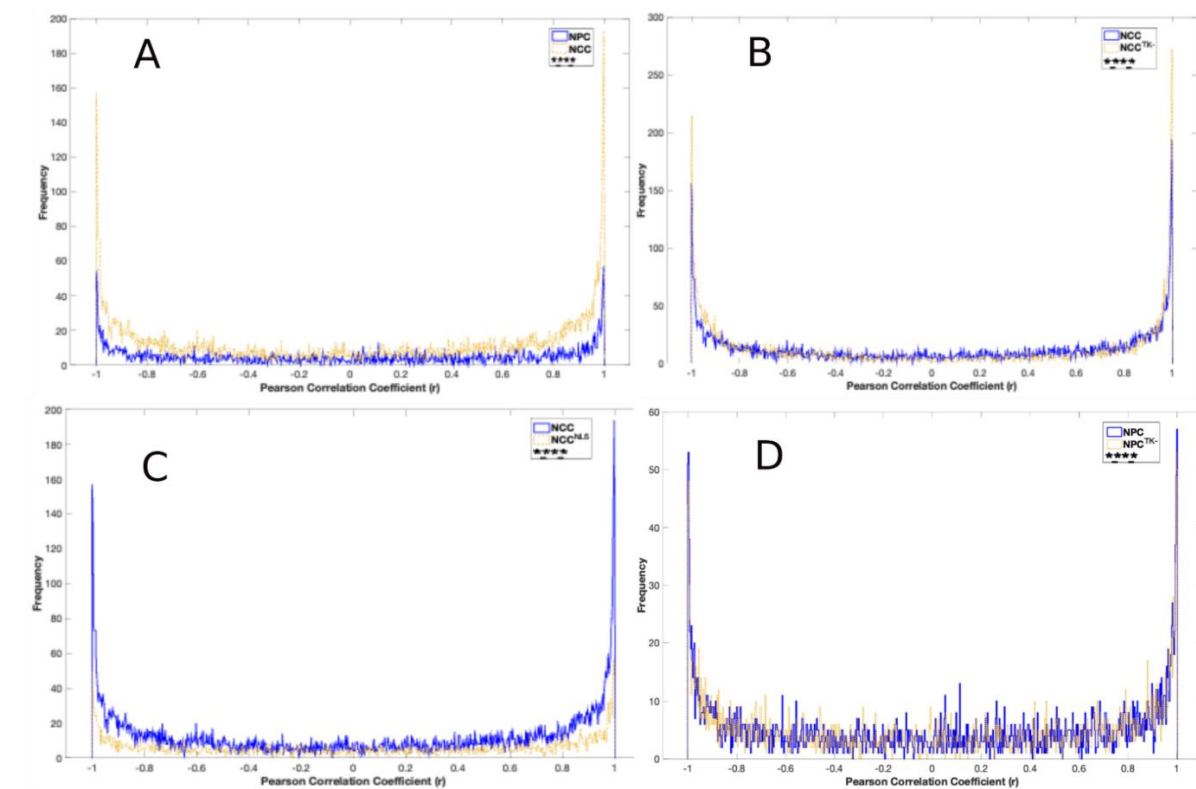 A
NPC
NCC
****
Frequency
200
180
160
140
120
100
80
60
40
20
0
-1 -0.8 -0.6 -0.4 -0.2 0 0.2 0.4 0.6 0.8 1
Pearson Correlation Coefficient (r)
B
NCC
NCC^TK-
****
Frequency
300
250
200
150
100
50
0
-1 -0.8 -0.6 -0.4 -0.2 0 0.2 0.4 0.6 0.8 1
Pearson Correlation Coefficient (r)
C
NCC
NCC^NLS
****
Frequency
200
180
160
140
120
100
80
60
40
20
0
-1 -0.8 -0.6 -0.4 -0.2 0 0.2 0.4 0.6 0.8 1
Pearson Correlation Coefficient (r)
D
NPC
NPC^TK-
****
Frequency
60
50
40
30
20
10
0
-1 -0.8 -0.6 -0.4 -0.2 0 0.2 0.4 0.6 0.8 1
Pearson Correlation Coefficient (r)